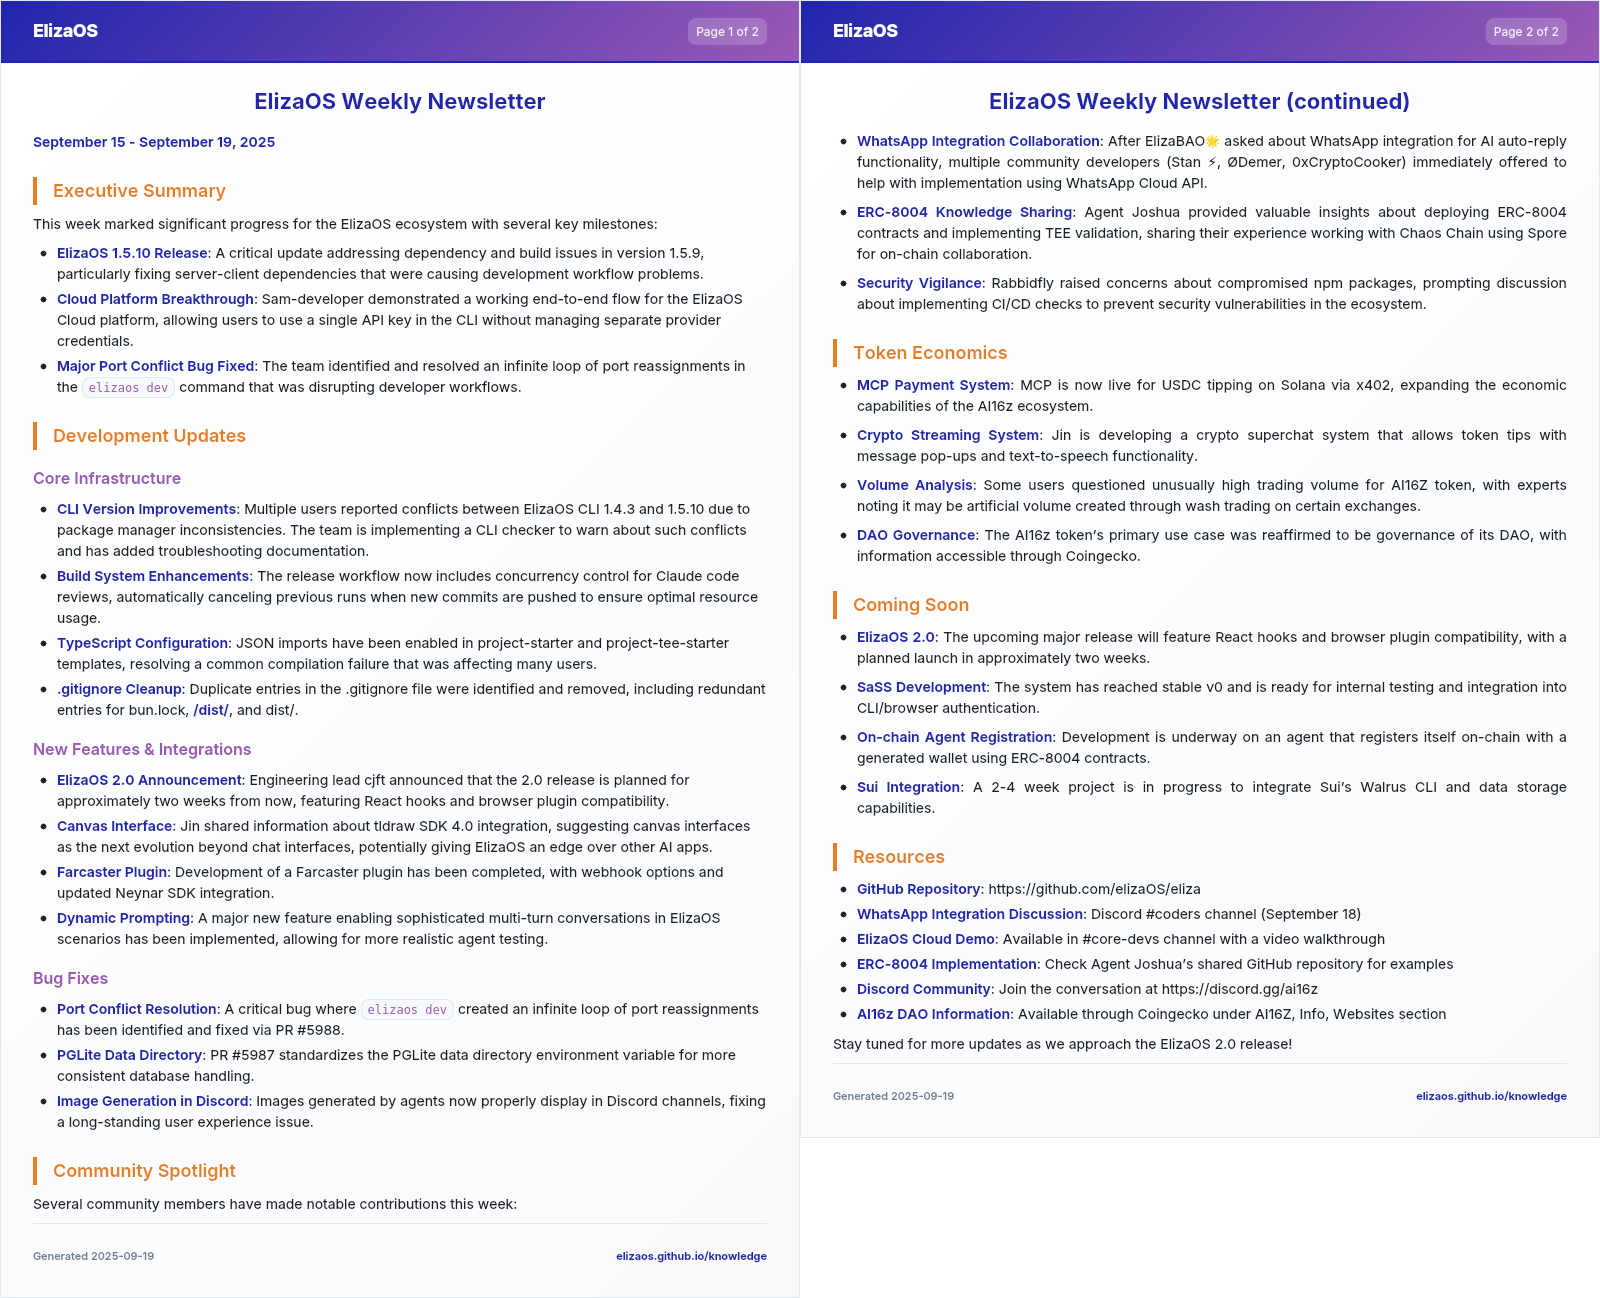 ElizaOS
Page 1 of 2
ElizaOS Weekly Newsletter
September 15 - September 19, 2025
Executive Summary
This week marked significant progress for the ElizaOS ecosystem with several key milestones:
• ElizaOS 1.5.10 Release: A critical update addressing dependency and build issues in version 1.5.9,
particularly fixing server-client dependencies that were causing development workflow problems.
• Cloud Platform Breakthrough: Sam-developer demonstrated a working end-to-end flow for the ElizaOS
Cloud platform, allowing users to use a single API key in the CLI without managing separate provider
credentials.
• Major Port Conflict Bug Fixed: The team identified and resolved an infinite loop of port reassignments in
the elizaos dev command that was disrupting developer workflows.
Development Updates
Core Infrastructure
• CLI Version Improvements: Multiple users reported conflicts between ElizaOS CLI 1.4.3 and 1.5.10 due to
package manager inconsistencies. The team is implementing a CLI checker to warn about such conflicts
and has added troubleshooting documentation.
• Build System Enhancements: The release workflow now includes concurrency control for Claude code
reviews, automatically canceling previous runs when new commits are pushed to ensure optimal resource
usage.
• TypeScript Configuration: JSON imports have been enabled in project-starter and project-tee-starter
templates, resolving a common compilation failure that was affecting many users.
• .gitignore Cleanup: Duplicate entries in the .gitignore file were identified and removed, including redundant
entries for bun.lock, /dist/, and dist/.
New Features & Integrations
• ElizaOS 2.0 Announcement: Engineering lead cjft announced that the 2.0 release is planned for
approximately two weeks from now, featuring React hooks and browser plugin compatibility.
• Canvas Interface: Jin shared information about tldraw SDK 4.0 integration, suggesting canvas interfaces
as the next evolution beyond chat interfaces, potentially giving ElizaOS an edge over other AI apps.
• Farcaster Plugin: Development of a Farcaster plugin has been completed, with webhook options and
updated Neynar SDK integration.
• Dynamic Prompting: A major new feature enabling sophisticated multi-turn conversations in ElizaOS
scenarios has been implemented, allowing for more realistic agent testing.
Bug Fixes
• Port Conflict Resolution: A critical bug where elizaos dev created an infinite loop of port reassignments
has been identified and fixed via PR #5988.
• PGLite Data Directory: PR #5987 standardizes the PGLite data directory environment variable for more
consistent database handling.
• Image Generation in Discord: Images generated by agents now properly display in Discord channels, fixing
a long-standing user experience issue.
Community Spotlight
Several community members have made notable contributions this week:
Generated 2025-09-19
elizaos.github.io/knowledge
ElizaOS
Page 2 of 2
ElizaOS Weekly Newsletter (continued)
• WhatsApp Integration Collaboration: After ElizaBAO🌟 asked about WhatsApp integration for AI auto-reply
functionality, multiple community developers (Stan ⚡, ØDemer, 0xCryptoCooker) immediately offered to
help with implementation using WhatsApp Cloud API.
• ERC-8004 Knowledge Sharing: Agent Joshua provided valuable insights about deploying ERC-8004
contracts and implementing TEE validation, sharing their experience working with Chaos Chain using Spore
for on-chain collaboration.
• Security Vigilance: Rabbidfly raised concerns about compromised npm packages, prompting discussion
about implementing CI/CD checks to prevent security vulnerabilities in the ecosystem.
Token Economics
• MCP Payment System: MCP is now live for USDC tipping on Solana via x402, expanding the economic
capabilities of the AI16z ecosystem.
• Crypto Streaming System: Jin is developing a crypto superchat system that allows token tips with
message pop-ups and text-to-speech functionality.
• Volume Analysis: Some users questioned unusually high trading volume for AI16Z token, with experts
noting it may be artificial volume created through wash trading on certain exchanges.
• DAO Governance: The AI16z token's primary use case was reaffirmed to be governance of its DAO, with
information accessible through Coingecko.
Coming Soon
• ElizaOS 2.0: The upcoming major release will feature React hooks and browser plugin compatibility, with a
planned launch in approximately two weeks.
• SaSS Development: The system has reached stable v0 and is ready for internal testing and integration into
CLI/browser authentication.
• On-chain Agent Registration: Development is underway on an agent that registers itself on-chain with a
generated wallet using ERC-8004 contracts.
• Sui Integration: A 2-4 week project is in progress to integrate Sui's Walrus CLI and data storage
capabilities.
Resources
• GitHub Repository: https://github.com/elizaOS/eliza
• WhatsApp Integration Discussion: Discord #coders channel (September 18)
• ElizaOS Cloud Demo: Available in #core-devs channel with a video walkthrough
• ERC-8004 Implementation: Check Agent Joshua's shared GitHub repository for examples
• Discord Community: Join the conversation at https://discord.gg/ai16z
• AI16z DAO Information: Available through Coingecko under AI16Z, Info, Websites section
Stay tuned for more updates as we approach the ElizaOS 2.0 release!
Generated 2025-09-19
elizaos.github.io/knowledge